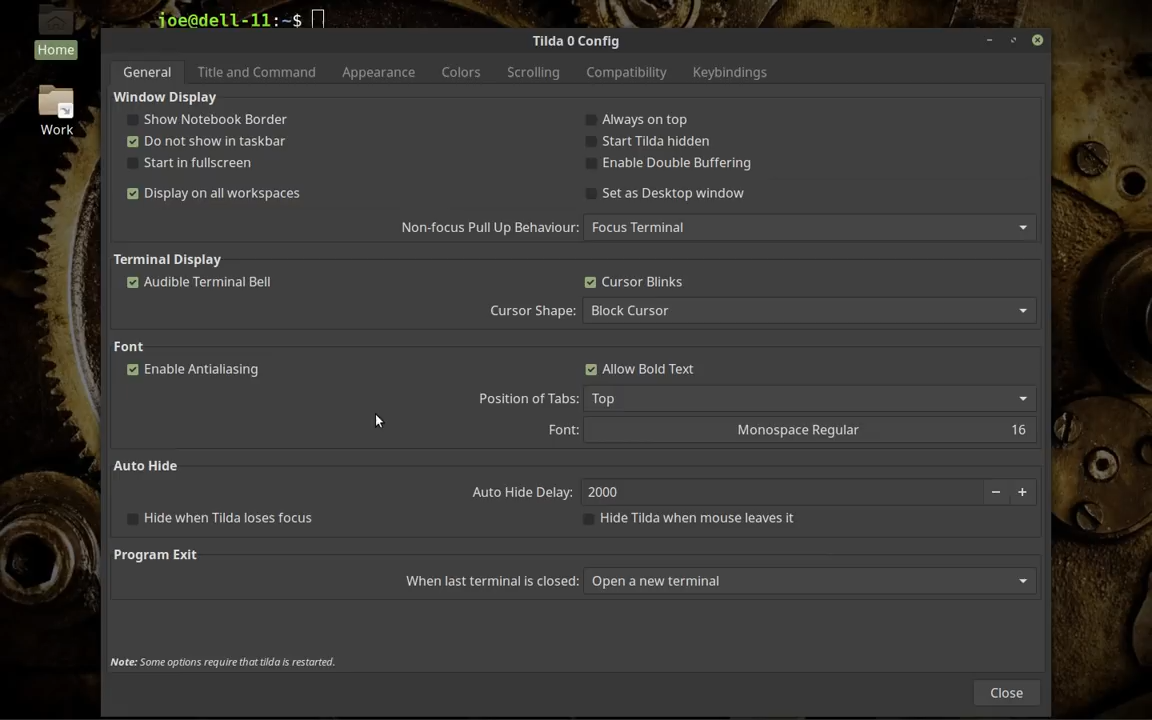 joe@dell-11:~$
Home
Work
Tilda 0 Config
General Title and Command Appearance Colors Scrolling Compatibility Keybindings
Window Display
Show Notebook Border Always on top
Do not show in taskbar Start Tilda hidden
Start in fullscreen Enable Double Buffering
Display on all workspaces Set as Desktop window
Non-focus Pull Up Behaviour: Focus Terminal
Terminal Display
Audible Terminal Bell Cursor Blinks
Cursor Shape: Block Cursor
Font
Enable Antialiasing Allow Bold Text
Position of Tabs: Top
Font: Monospace Regular 16
Auto Hide
Auto Hide Delay: 2000
Hide when Tilda loses focus Hide Tilda when mouse leaves it
Program Exit
When last terminal is closed: Open a new terminal
Note: Some options require that tilda is restarted.
Close